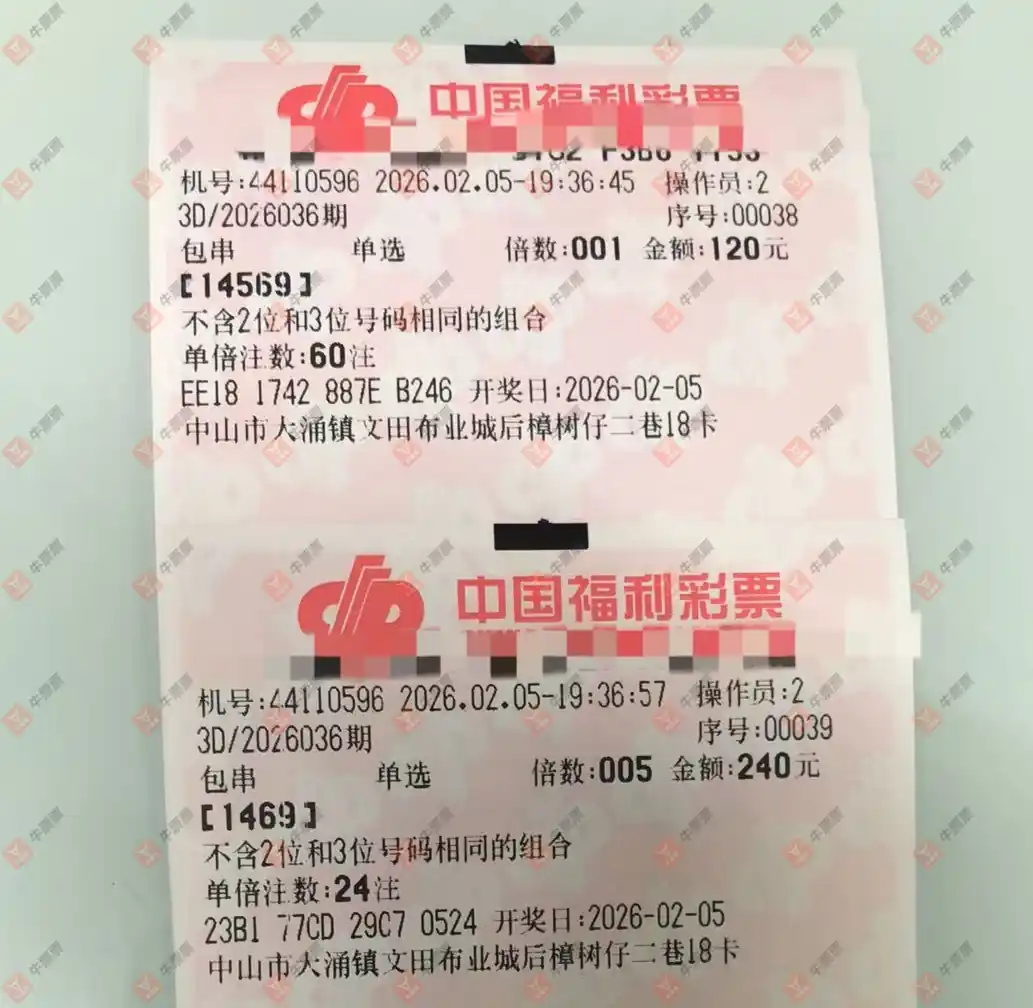 中国福利彩票
机号:44110596 2026.02.05-19:36:45 操作员:2
3D/2026036期 序号:00038
包串 单选 倍数:001 金额:120元
【14569】
不含2位和3位号码相同的组合
单倍注数:60注
EE18 1742 887E B246 开奖日:2026-02-05
中山市大涌镇文田布业城后樟树仔二巷18卡
中国福利彩票
机号:44110596 2026.02.05-19:36:57 操作员:2
3D/2026036期 序号:00039
包串 单选 倍数:005 金额:240元
【1469】
不含2位和3位号码相同的组合
单倍注数:24注
23B1 77CD 29C7 0524 开奖日:2026-02-05
中山市大涌镇文田布业城后樟树仔二巷18卡